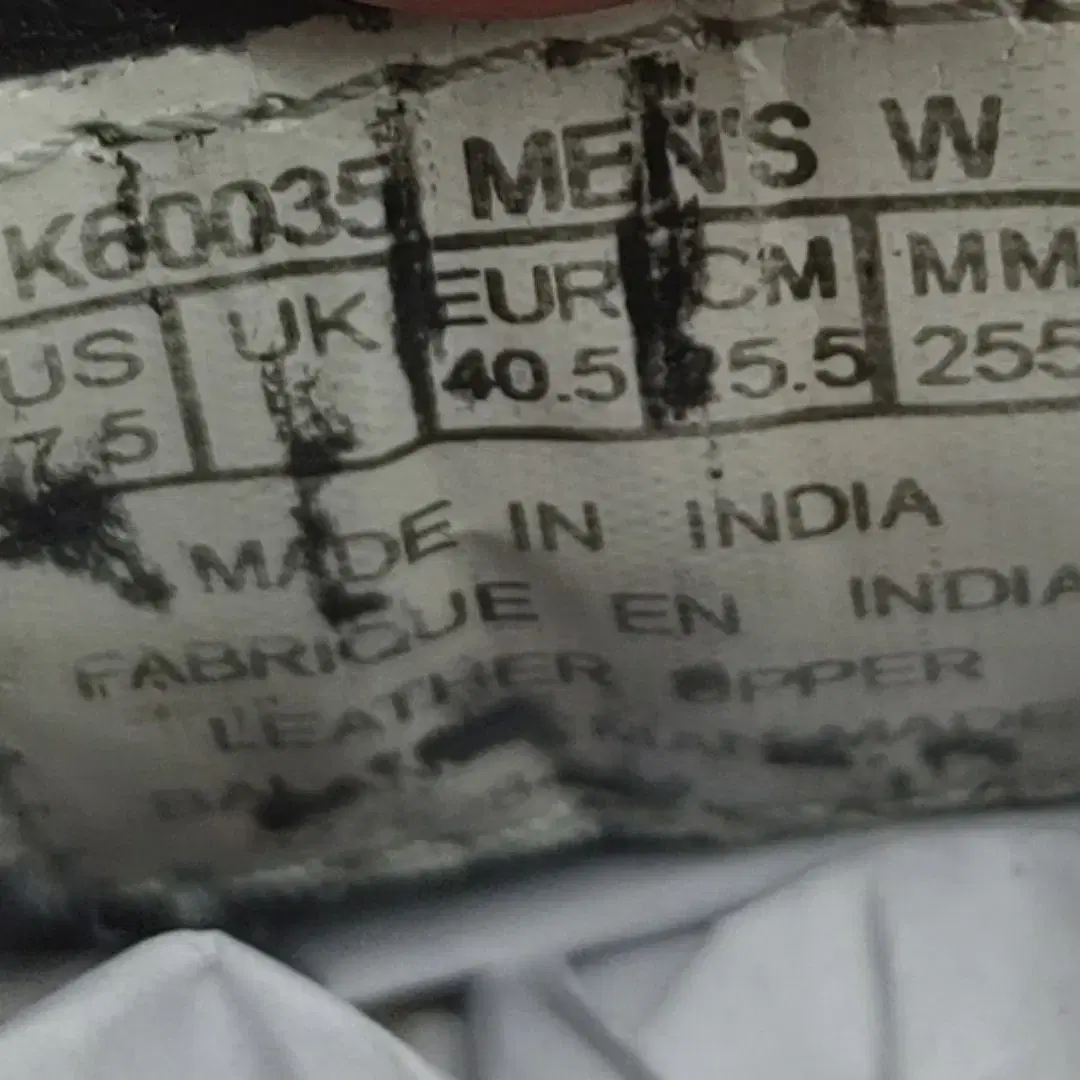 K60035 MEN'S W
US UK EUR CM MM
7.5 40.5 25.5 255
MADE IN INDIA
FABRIQUE EN INDIA
LEATHER UPPER